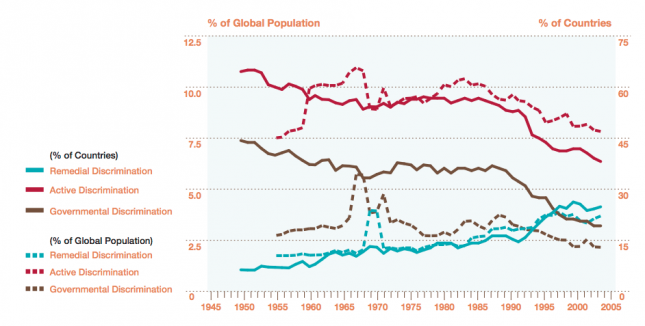 % of Global Population % of Countries
12.5 75
10.0 60
7.5 45
5.0 30
2.5 15
0 0
(% of Countries)
Remedial Discrimination
Active Discrimination
Governmental Discrimination
(% of Global Population)
Remedial Discrimination
Active Discrimination
Governmental Discrimination
1945 1950 1955 1960 1965 1970 1975 1980 1985 1990 1995 2000 2005